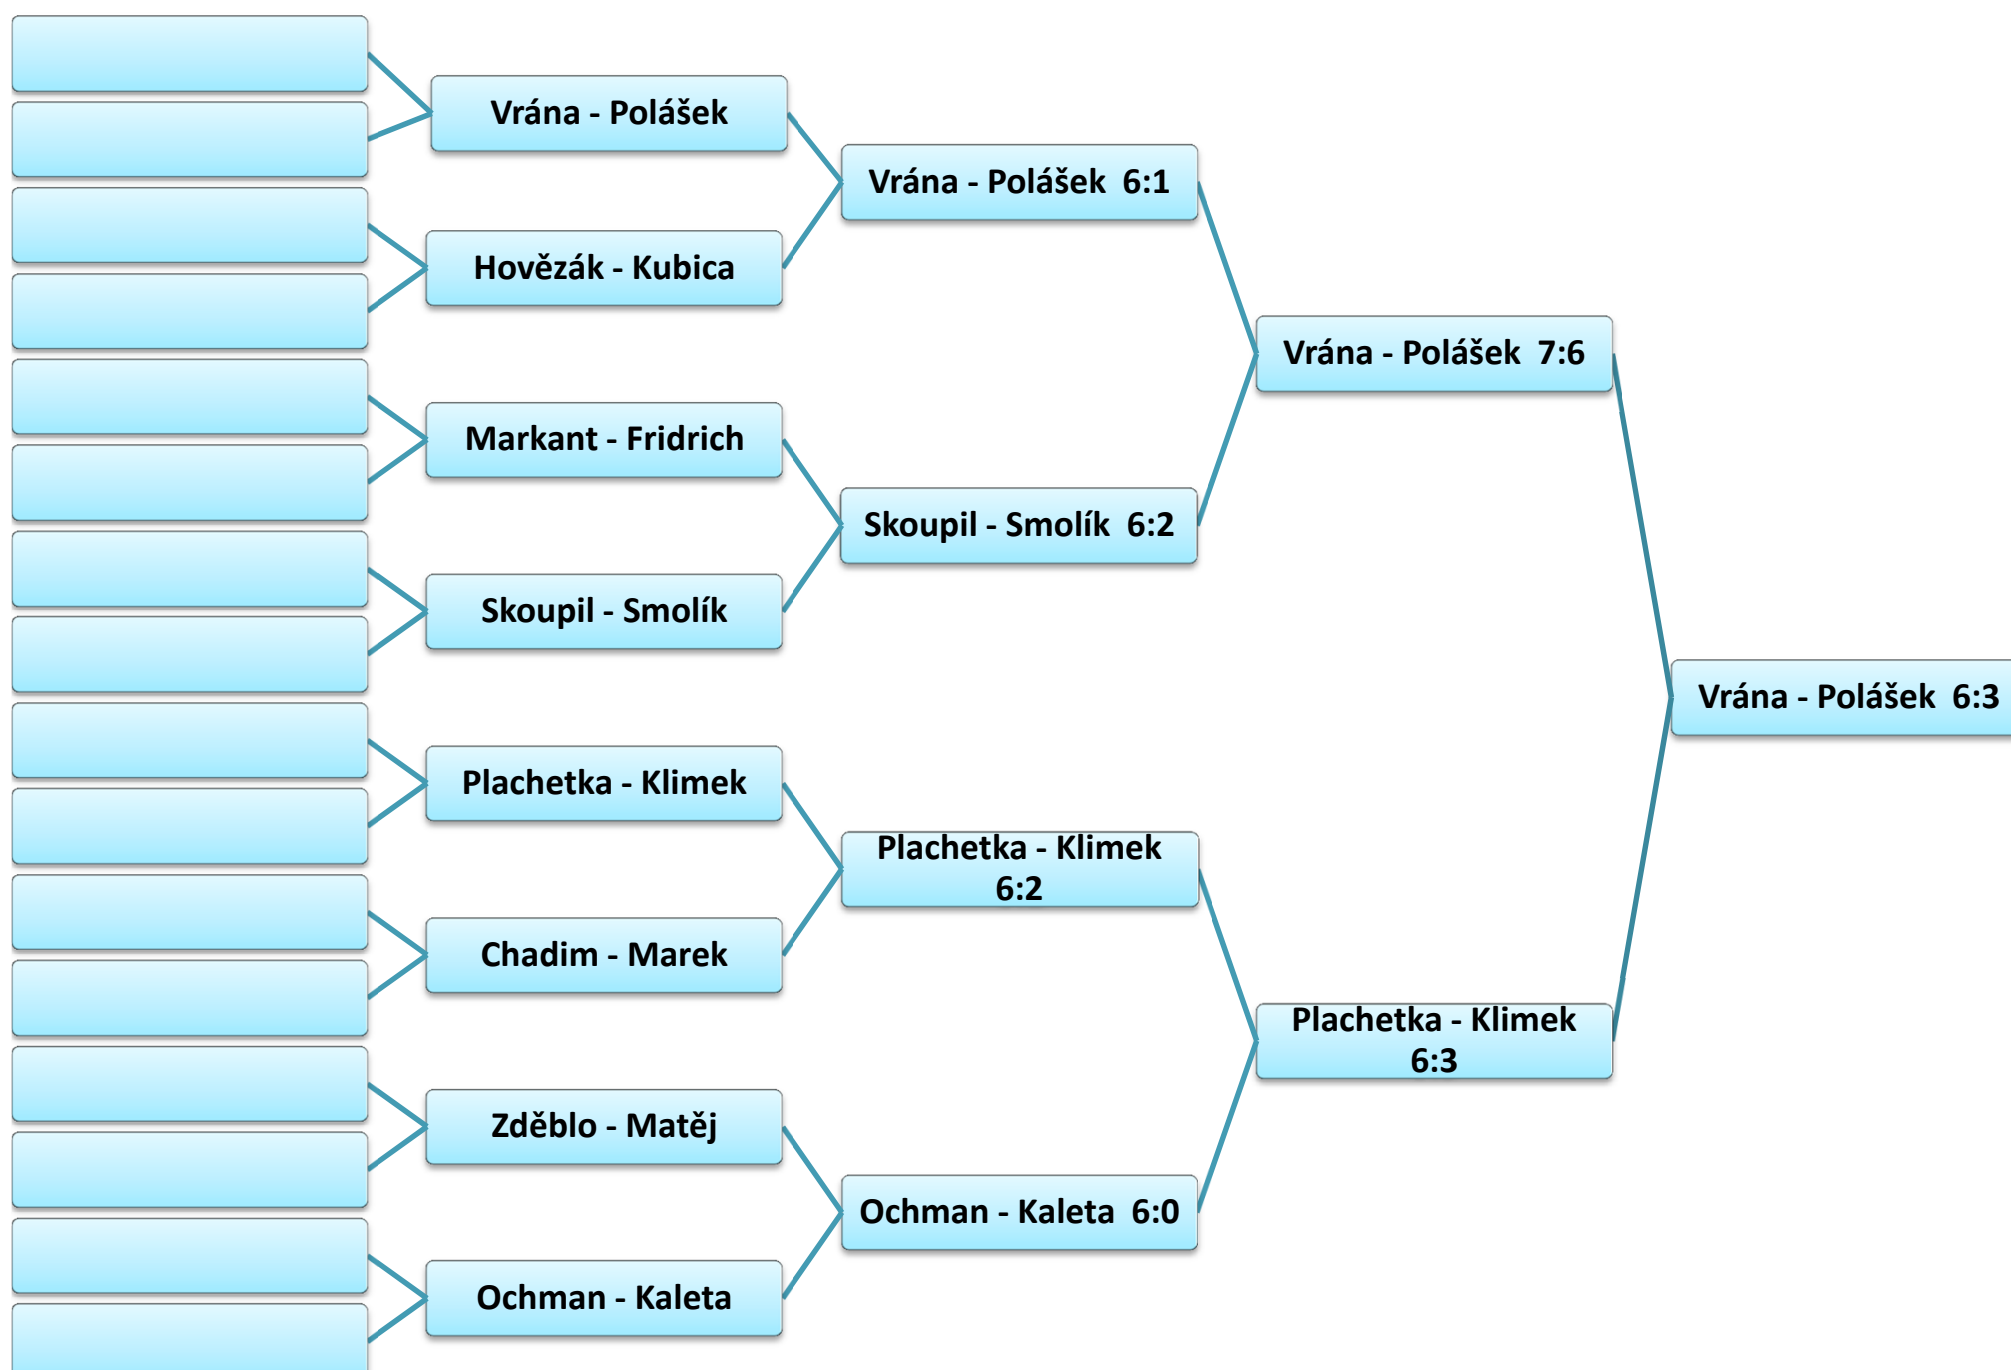 Vrána - Polášek
Hovězák - Kubica
Markant - Fridrich
Skoupil - Smolík
Plachetka - Klimek
Chadim - Marek
Zděblo - Matěj
Ochman - Kaleta
Vrána - Polášek 6:1
Skoupil - Smolík 6:2
Plachetka - Klimek
6:2
Ochman - Kaleta 6:0
Vrána - Polášek 7:6
Plachetka - Klimek
6:3
Vrána - Polášek 6:3